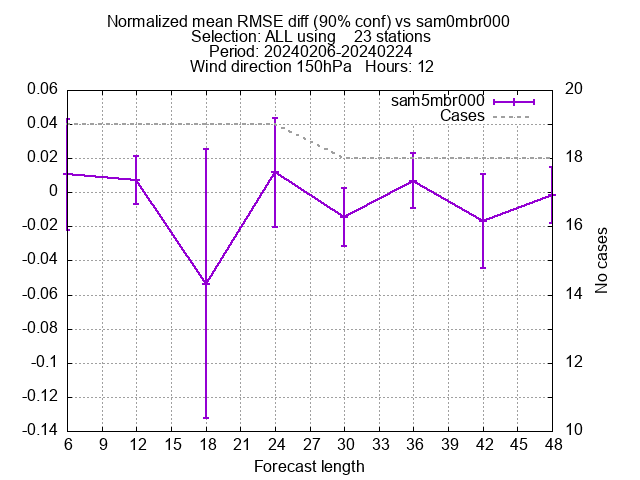 Normalized mean RMSE diff (90% conf) vs sam0mbr000
Selection: ALL using    23 stations
Period: 20240206-20240224
Wind direction 150hPa   Hours: 12
sam5mbr000
Cases
0.06
0.04
0.02
0
-0.02
-0.04
-0.06
-0.08
-0.1
-0.12
-0.14
20
18
16
14
12
10
No cases
6 9 12 15 18 21 24 27 30 33 36 39 42 45 48
Forecast length